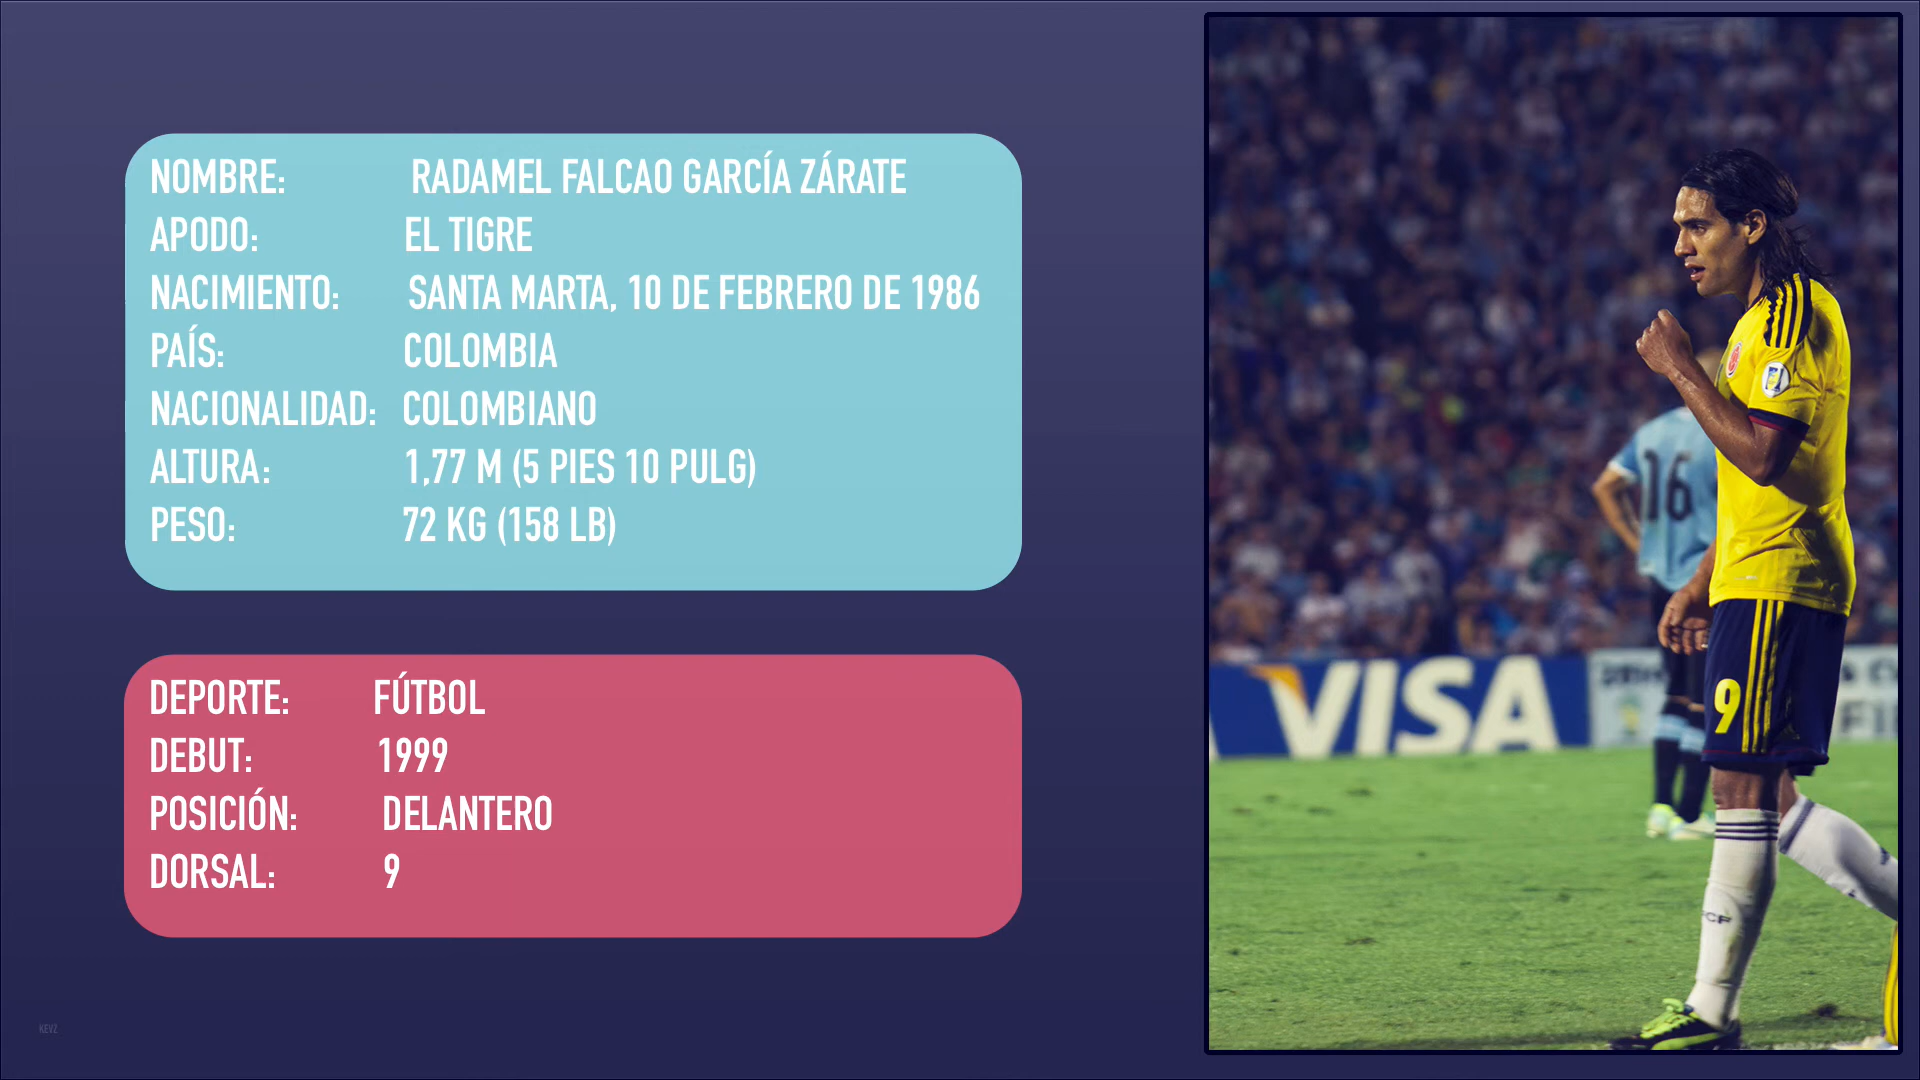 NOMBRE: RADAMEL FALCAO GARCÍA ZÁRATE
APODO: EL TIGRE
NACIMIENTO: SANTA MARTA, 10 DE FEBRERO DE 1986
PAÍS: COLOMBIA
NACIONALIDAD: COLOMBIANO
ALTURA: 1,77 M (5 PIES 10 PULG)
PESO: 72 KG (158 LB)
DEPORTE: FÚTBOL
DEBUT: 1999
POSICIÓN: DELANTERO
DORSAL: 9
KEVZ
16
VISA
9
FCF